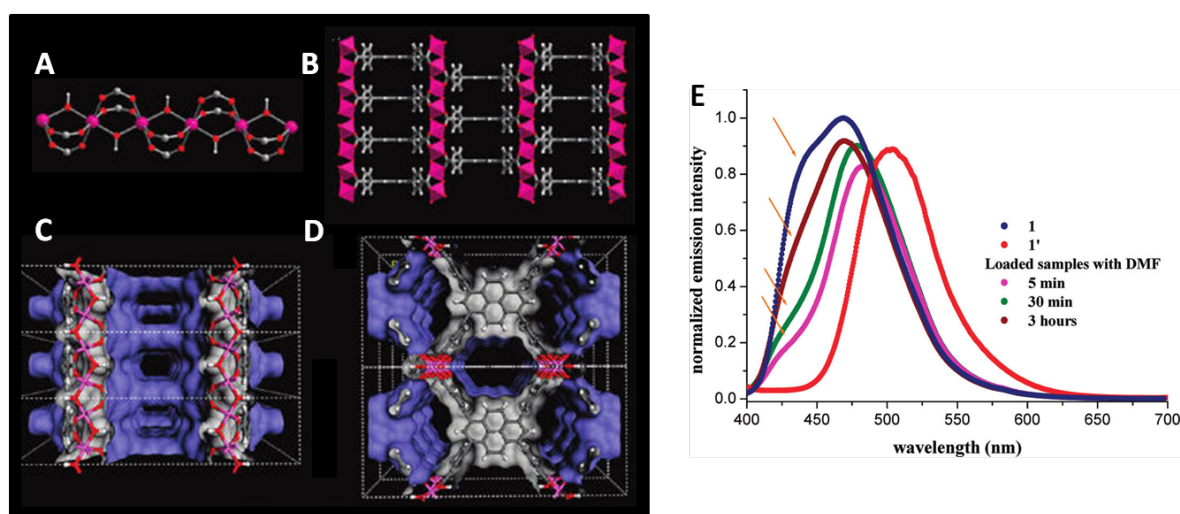 A
B
C
D
E
normalized emission intensity
1.0
0.8
0.6
0.4
0.2
0.0
1
1'
Loaded samples with DMF
5 min
30 min
3 hours
400 450 500 550 600 650 700
wavelength (nm)